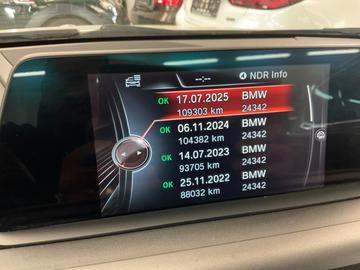 --:--
NDR Info
OK 17.07.2025 BMW
109303 km 24342
OK 06.11.2024 BMW
104382 km 24342
OK 14.07.2023 BMW
93705 km 24342
OK 25.11.2022 BMW
88032 km 24342